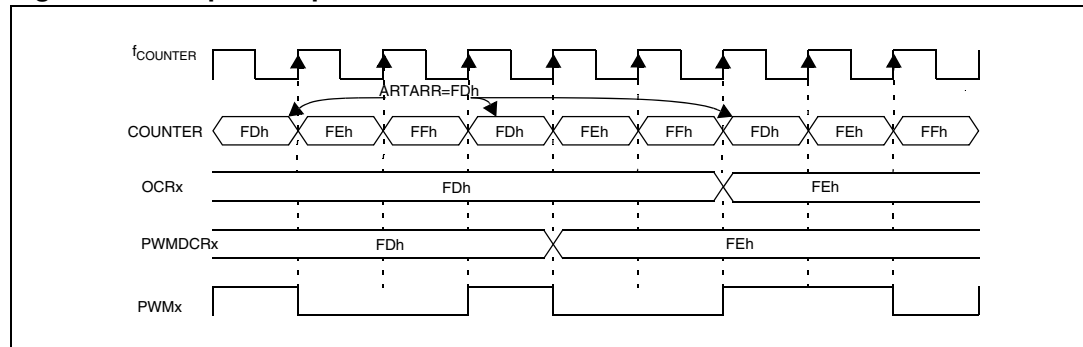 fCOUNTER
ARTARR=FDh
COUNTER FDh FEh FFh FDh FEh FFh FDh FEh FFh
OCRx FDh FEh
PWMDCRx FDh FEh
PWMx